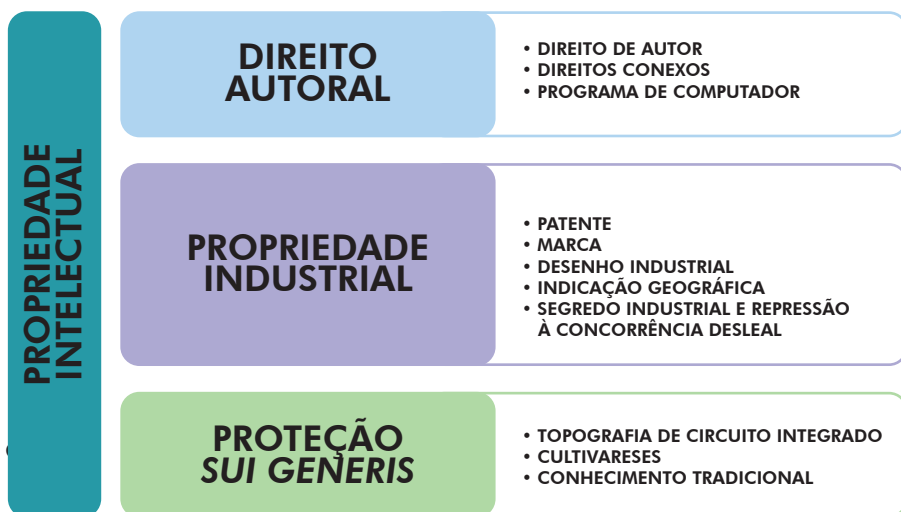 PROPRIEDADE
INTELECTUAL
DIREITO
AUTORAL
• DIREITO DE AUTOR
• DIREITOS CONEXOS
• PROGRAMA DE COMPUTADOR
PROPRIEDADE
INDUSTRIAL
• PATENTE
• MARCA
• DESENHO INDUSTRIAL
• INDICAÇÃO GEOGRÁFICA
• SEGREDO INDUSTRIAL E REPRESSÃO
À CONCORRÊNCIA DESLEAL
PROTEÇÃO
SUI GENERIS
• TOPOGRAFIA DE CIRCUITO INTEGRADO
• CULTIVARESES
• CONHECIMENTO TRADICIONAL